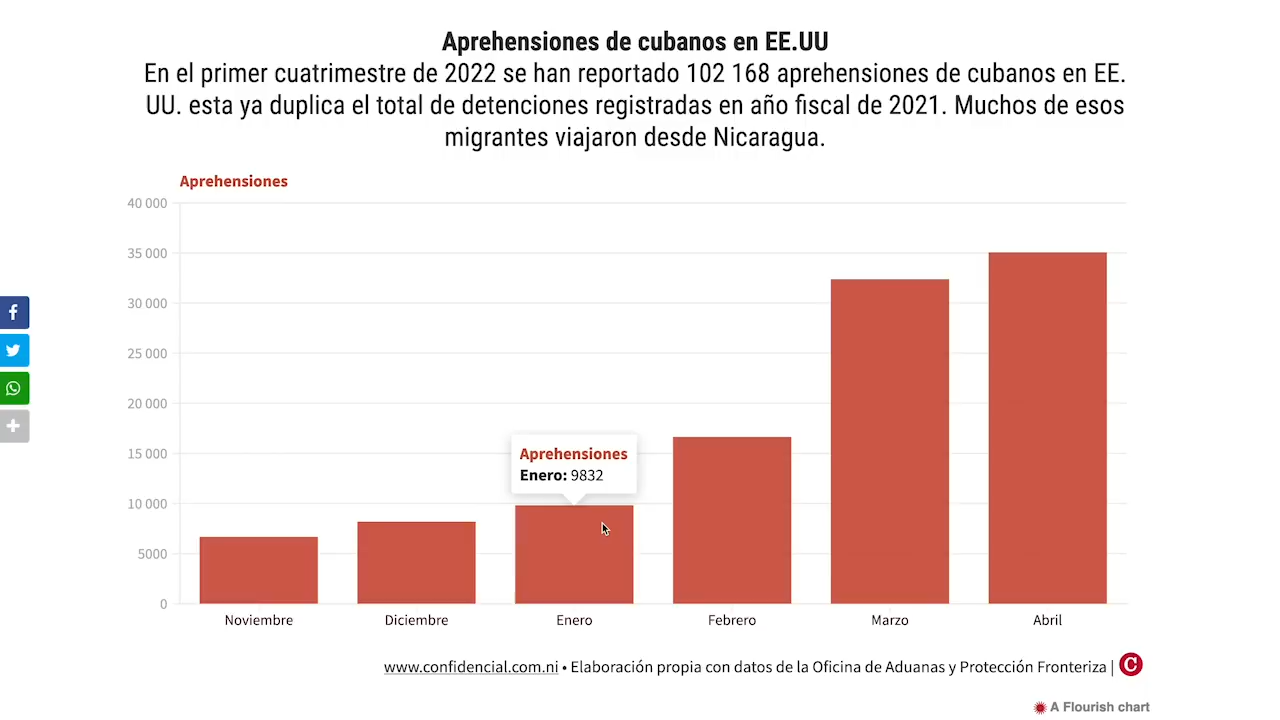 Aprehensiones de cubanos en EE.UU
En el primer cuatrimestre de 2022 se han reportado 102 168 aprehensiones de cubanos en EE.
UU. esta ya duplica el total de detenciones registradas en año fiscal de 2021. Muchos de esos
migrantes viajaron desde Nicaragua.
Aprehensiones
40 000
35 000
30 000
25 000
20 000
15 000
10 000
5000
0
Aprehensiones
Enero: 9832
Noviembre Diciembre Enero Febrero Marzo Abril
www.confidencial.com.ni • Elaboración propia con datos de la Oficina de Aduanas y Protección Fronteriza | C
A Flourish chart